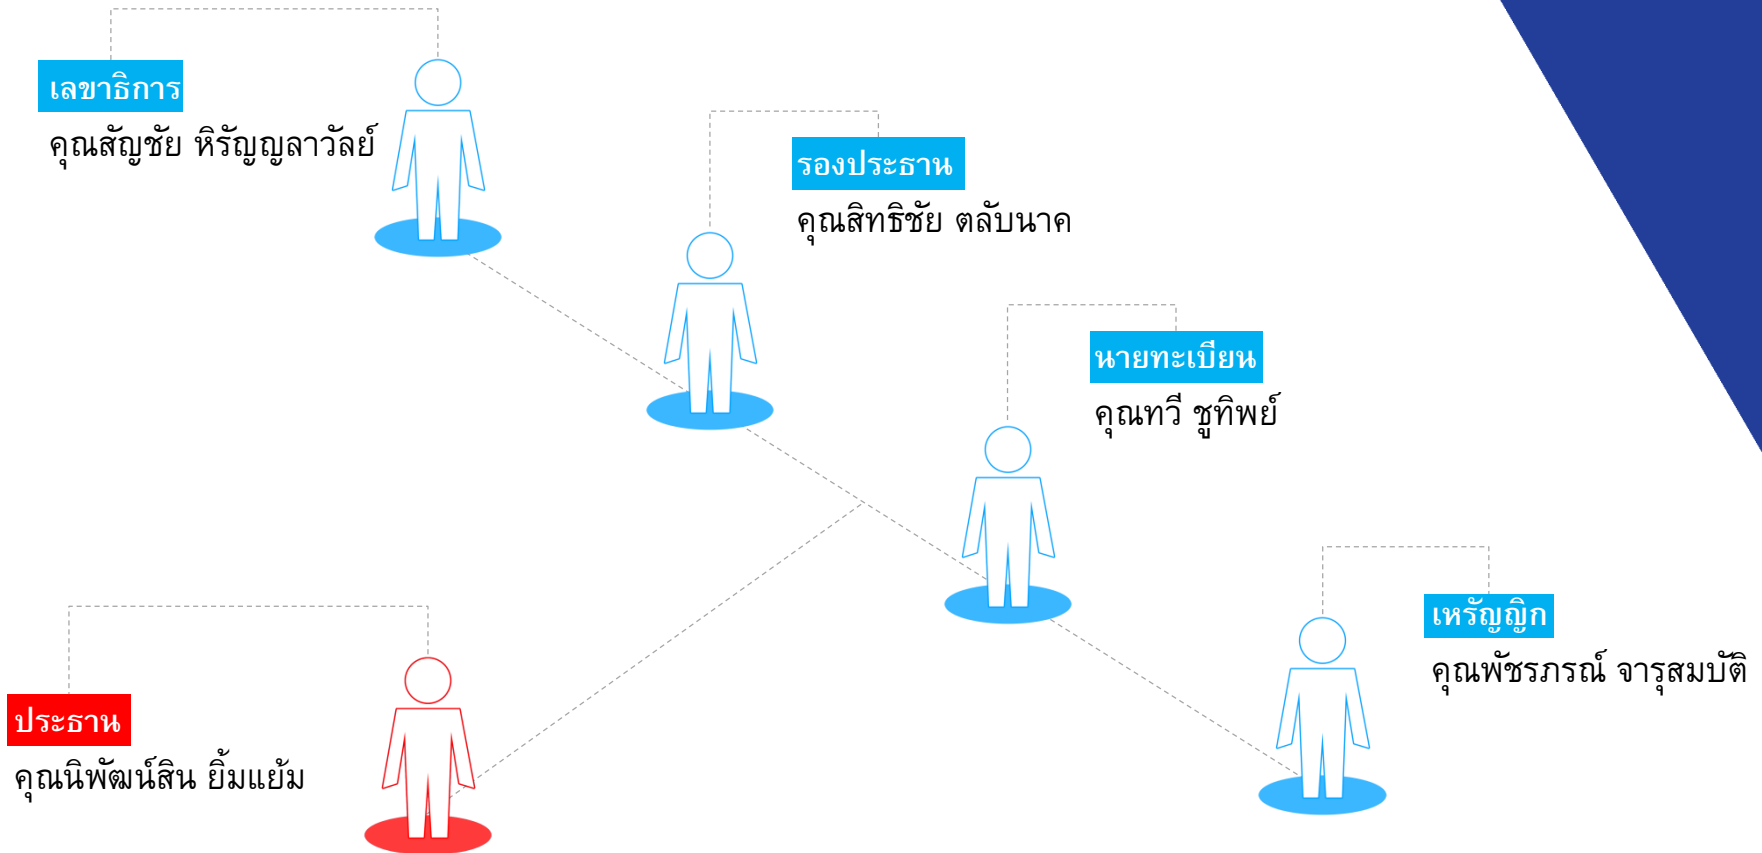 เลขาธิการ
คุณสัญชัย หิรัญญลาวัลย์
รองประธาน
คุณสิทธิชัย ตลับนาค
นายทะเบียน
คุณทวี ชูทิพย์
เหรัญญิก
คุณพัชรภรณ์ จารุสมบัติ
ประธาน
คุณนิพัฒน์สิน ยิ้มแย้ม